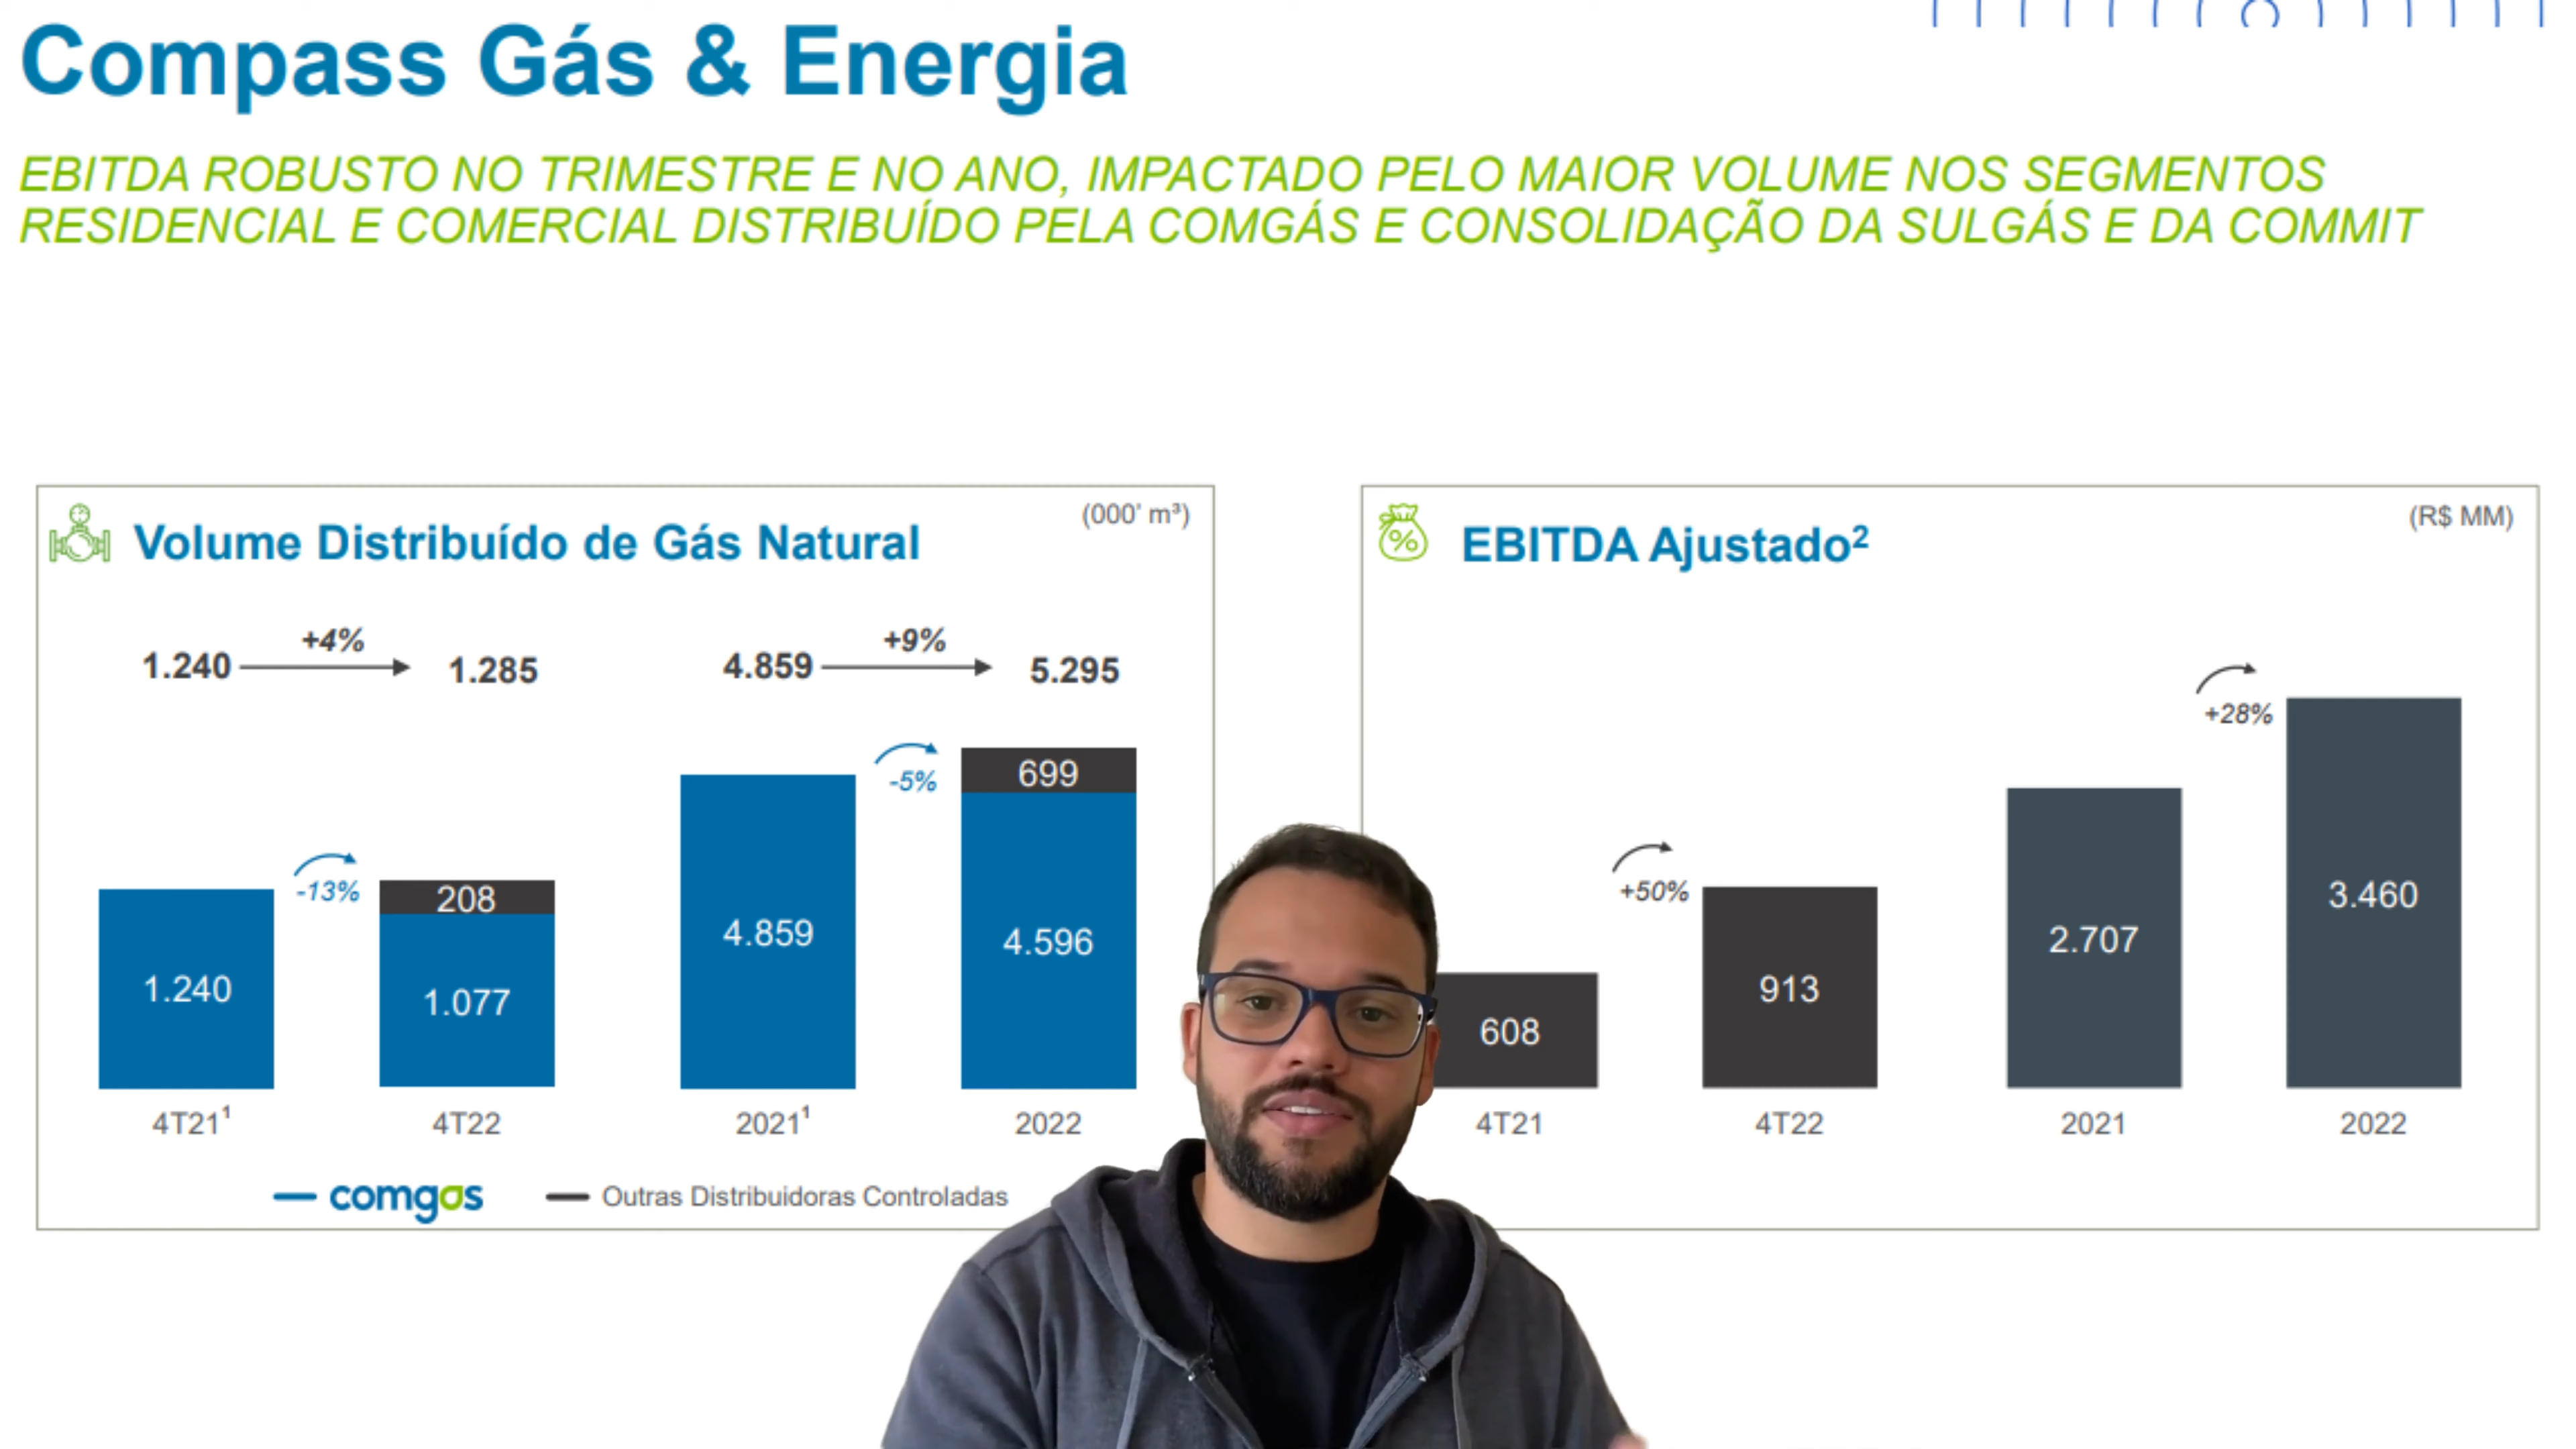 Compass Gás & Energia
EBITDA ROBUSTO NO TRIMESTRE E NO ANO, IMPACTADO PELO MAIOR VOLUME NOS SEGMENTOS
RESIDENCIAL E COMERCIAL DISTRIBUÍDO PELA COMGÁS E CONSOLIDAÇÃO DA SULGÁS E DA COMMIT
Volume Distribuído de Gás Natural
(000' m³)
1.240 +4% 1.285
4.859 +9% 5.295
-13%
-5%
1.240
208
1.077
4.859
699
4.596
4T21¹
4T22
2021¹
2022
comgas
Outras Distribuidoras Controladas
EBITDA Ajustado²
(R$ MM)
+50%
+28%
608
913
2.707
3.460
4T21
4T22
2021
2022